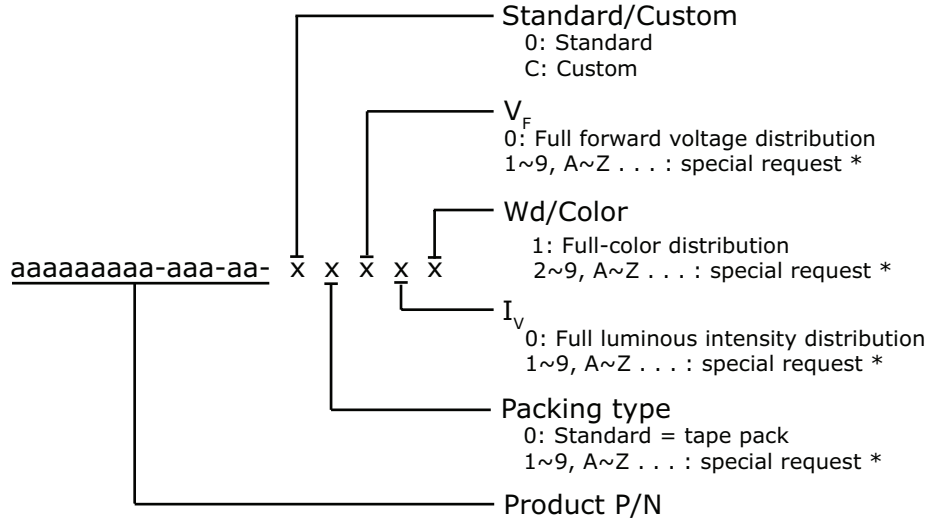 Standard/Custom
0: Standard
C: Custom
VF
0: Full forward voltage distribution
1~9, A~Z . . . : special request *
Wd/Color
1: Full-color distribution
2~9, A~Z . . . : special request *
aaaaaaaaa-aaa-aa- x x x x x
IV
0: Full luminous intensity distribution
1~9, A~Z . . . : special request *
Packing type
0: Standard = tape pack
1~9, A~Z . . . : special request *
Product P/N